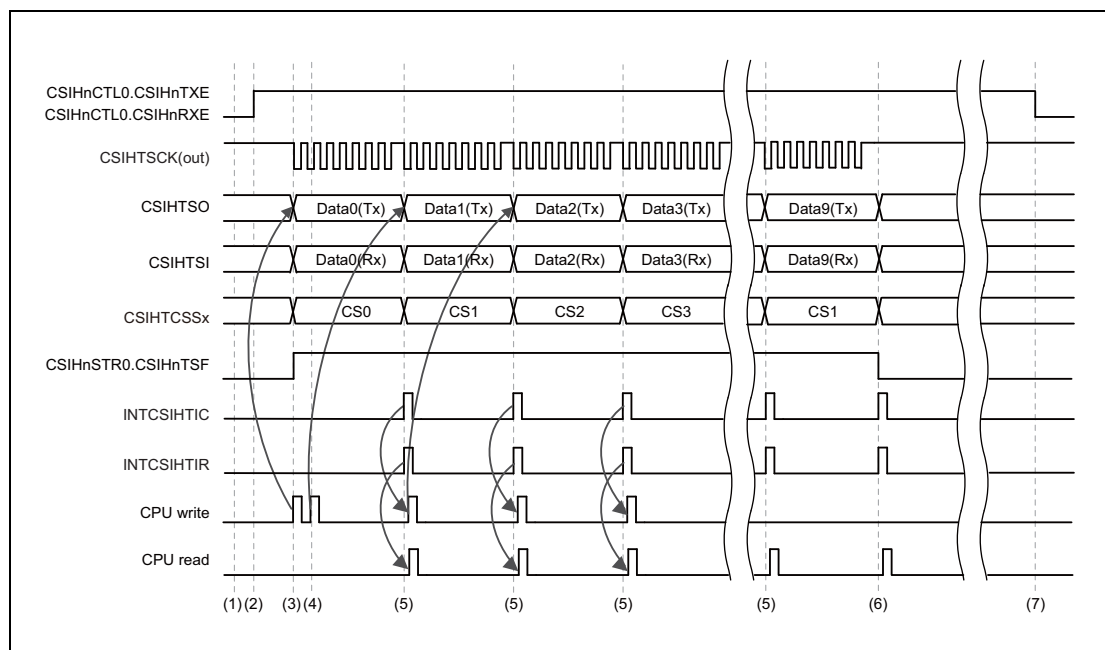 CSIHnCTL0.CSIHnTXE
CSIHnCTL0.CSIHnRXE
CSIHTSCK(out)
CSIHTSO Data0(Tx) Data1(Tx) Data2(Tx) Data3(Tx) Data9(Tx)
CSIHTSI Data0(Rx) Data1(Rx) Data2(Rx) Data3(Rx) Data9(Rx)
CSIHTCSSx CS0 CS1 CS2 CS3 CS1
CSIHnSTR0.CSIHnTSF
INTCSIHTIC
INTCSIHTIR
CPU write
CPU read
(1) (2) (3) (4) (5) (5) (5) (5) (6) (7)